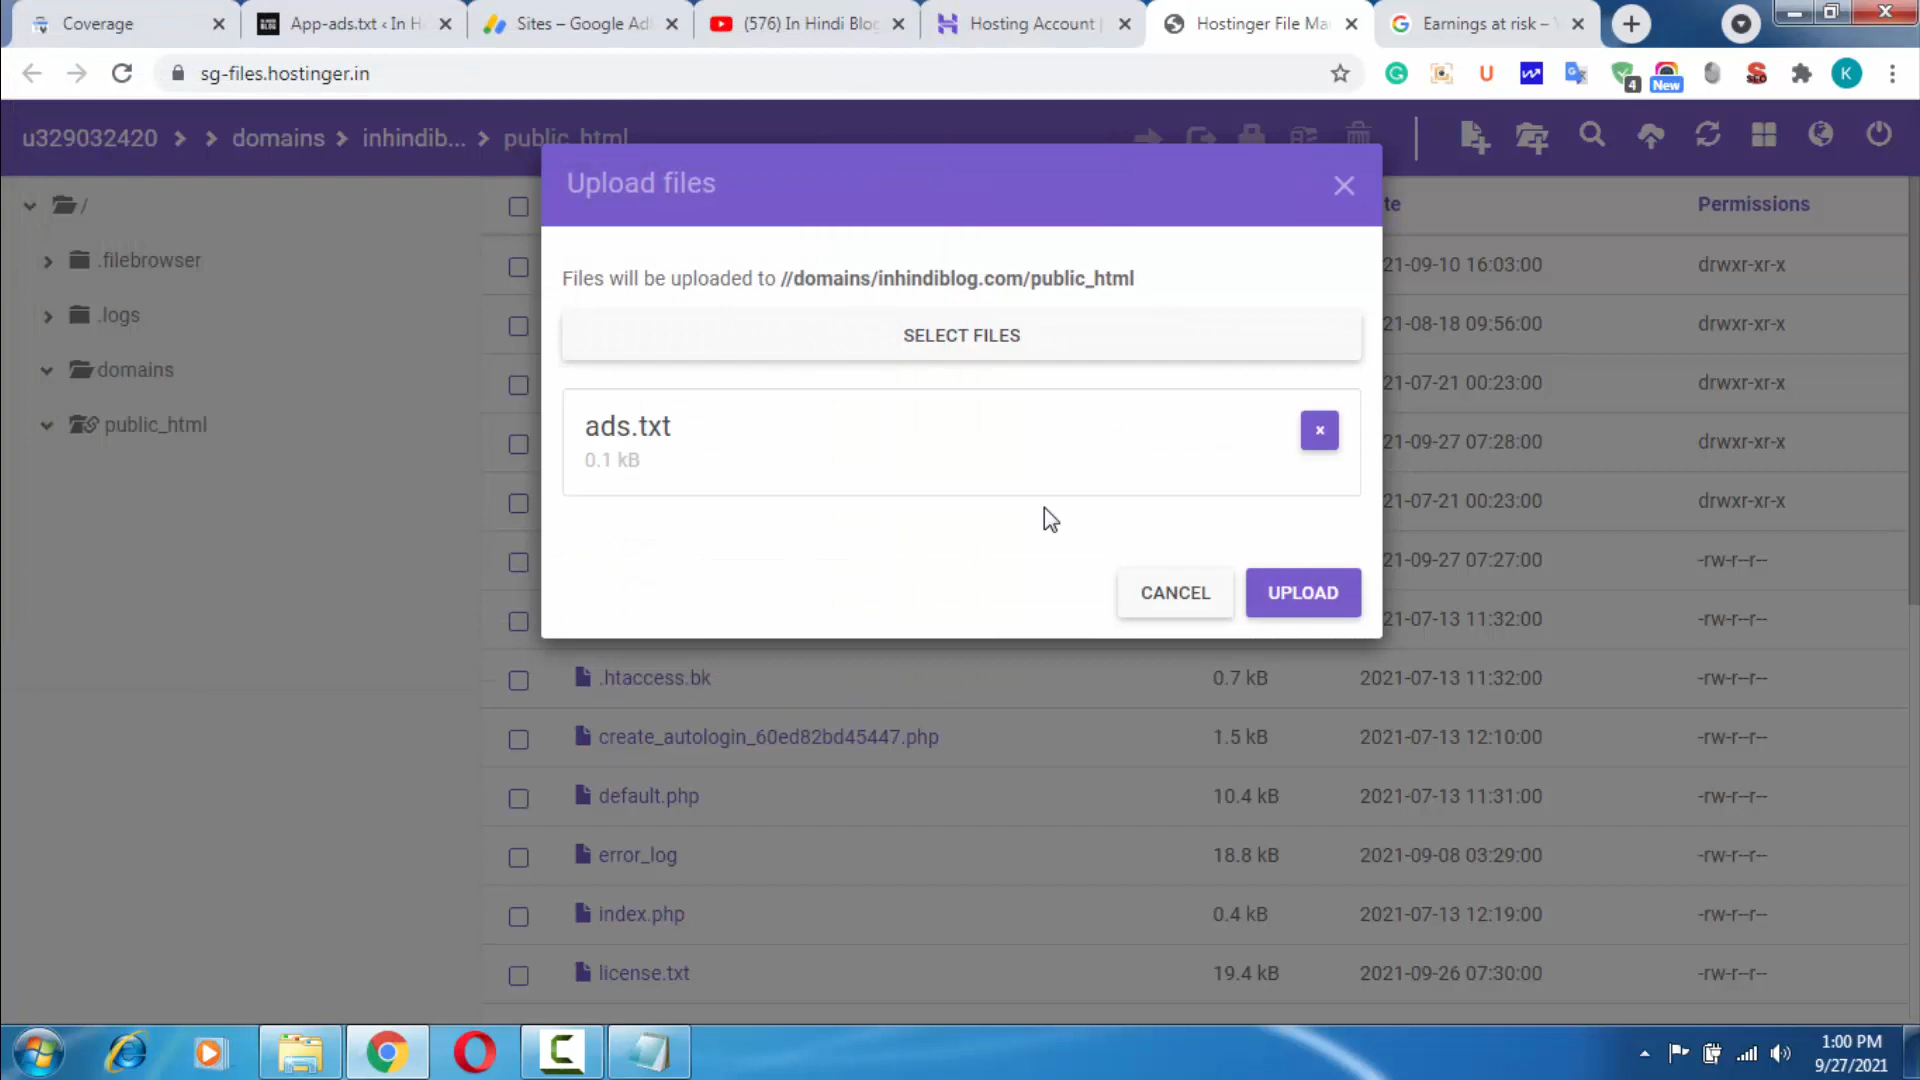 Coverage
App-ads.txt ‹ In H
Sites – Google Ad
(576) In Hindi Blog
Hosting Account |
Hostinger File Ma
Earnings at risk –
sg-files.hostinger.in
U
4
New
SEO
K
u329032420 > > domains > inhindib... > public_html
Upload files
/
te
Permissions
.filebrowser
21-09-10 16:03:00
drwxr-xr-x
Files will be uploaded to //domains/inhindiblog.com/public_html
.logs
SELECT FILES
21-08-18 09:56:00
drwxr-xr-x
domains
21-07-21 00:23:00
drwxr-xr-x
public_html
ads.txt
0.1 kB
21-09-27 07:28:00
drwxr-xr-x
21-07-21 00:23:00
drwxr-xr-x
21-09-27 07:27:00
-rw-r--r--
CANCEL
UPLOAD
21-07-13 11:32:00
-rw-r--r--
.htaccess.bk
0.7 kB
2021-07-13 11:32:00
-rw-r--r--
create_autologin_60ed82bd45447.php
1.5 kB
2021-07-13 12:10:00
-rw-r--r--
default.php
10.4 kB
2021-07-13 11:31:00
-rw-r--r--
error_log
18.8 kB
2021-09-08 03:29:00
-rw-r--r--
index.php
0.4 kB
2021-07-13 12:19:00
-rw-r--r--
license.txt
19.4 kB
2021-09-26 07:30:00
-rw-r--r--
1:00 PM
9/27/2021